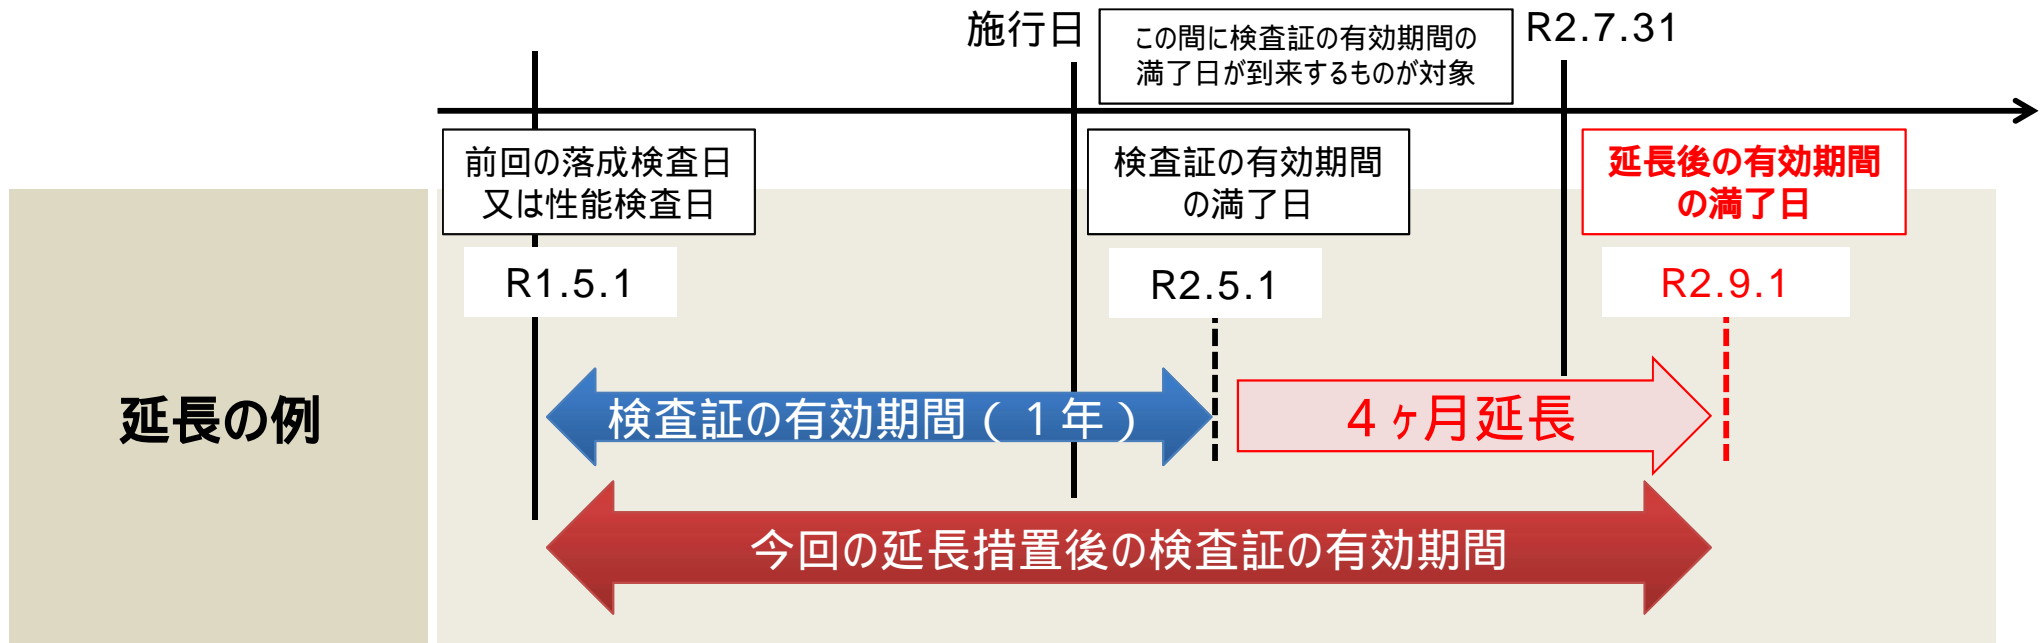 施行日
この間に検査証の有効期間の
満了日が到来するものが対象
R2.7.31
前回の落成検査日
又は性能検査日
検査証の有効期間
の満了日
延長後の有効期間
の満了日
R1.5.1
R2.5.1
R2.9.1
延長の例
検査証の有効期間(1年)
4ヶ月延長
今回の延長措置後の検査証の有効期間